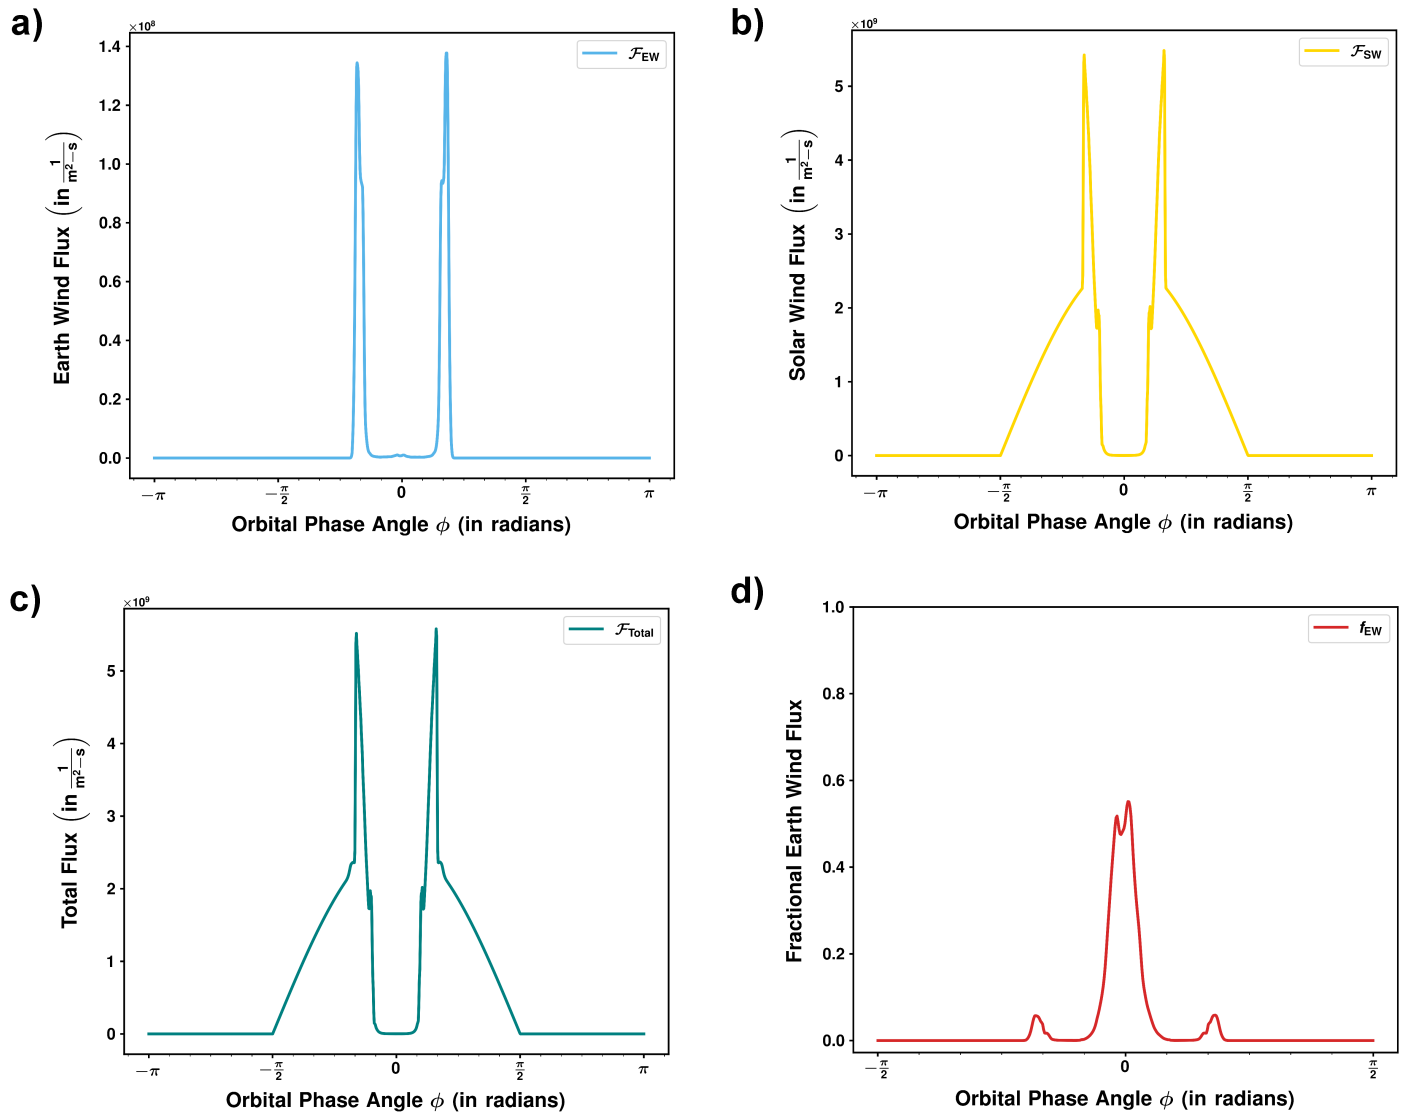 a)
×10⁸
ℱEW
1.4
1.2
1.0
0.8
0.6
0.4
0.2
0.0
Earth Wind Flux (in 1/m²−s)
−π
−π/2
0
π/2
π
Orbital Phase Angle ϕ (in radians)
b)
×10⁹
ℱSW
5
4
3
2
1
0
Solar Wind Flux (in 1/m²−s)
−π
−π/2
0
π/2
π
Orbital Phase Angle ϕ (in radians)
c)
×10⁹
ℱTotal
5
4
3
2
1
0
Total Flux (in 1/m²−s)
−π
−π/2
0
π/2
π
Orbital Phase Angle ϕ (in radians)
d)
fEW
1.0
0.8
0.6
0.4
0.2
0.0
Fractional Earth Wind Flux
−π/2
0
π/2
Orbital Phase Angle ϕ (in radians)